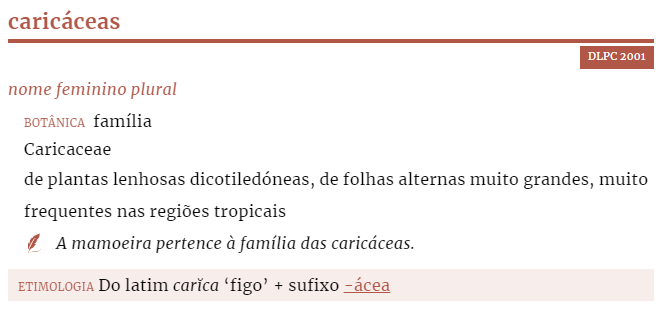 caricáceas
DLPC 2001
nome feminino plural
BOTÂNICA família
Caricaceae
de plantas lenhosas dicotiledóneas, de folhas alternas muito grandes, muito
frequentes nas regiões tropicais
A mamoeira pertence à família das caricáceas.
ETIMOLOGIA Do latim carĭca ‘figo’ + sufixo -ácea